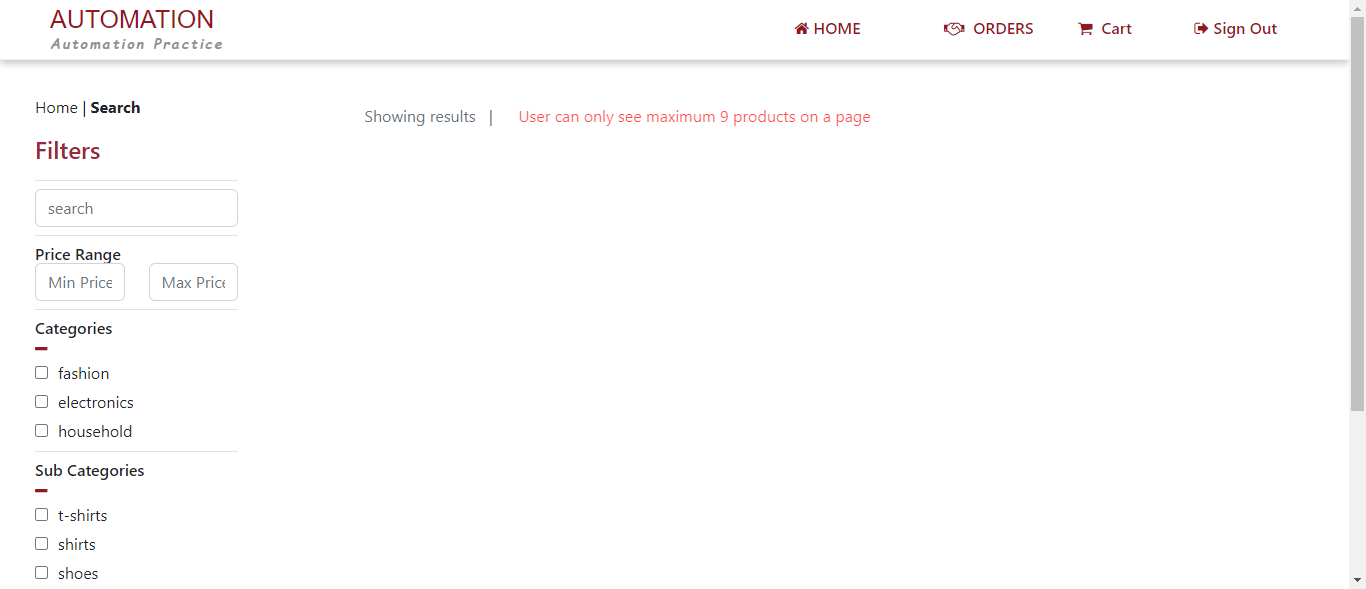 AUTOMATION
Automation Practice
HOME
ORDERS
Cart
Sign Out
Home | Search
Showing results | User can only see maximum 9 products on a page
Filters
search
Price Range
Min Price
Max Price
Categories
fashion
electronics
household
Sub Categories
t-shirts
shirts
shoes